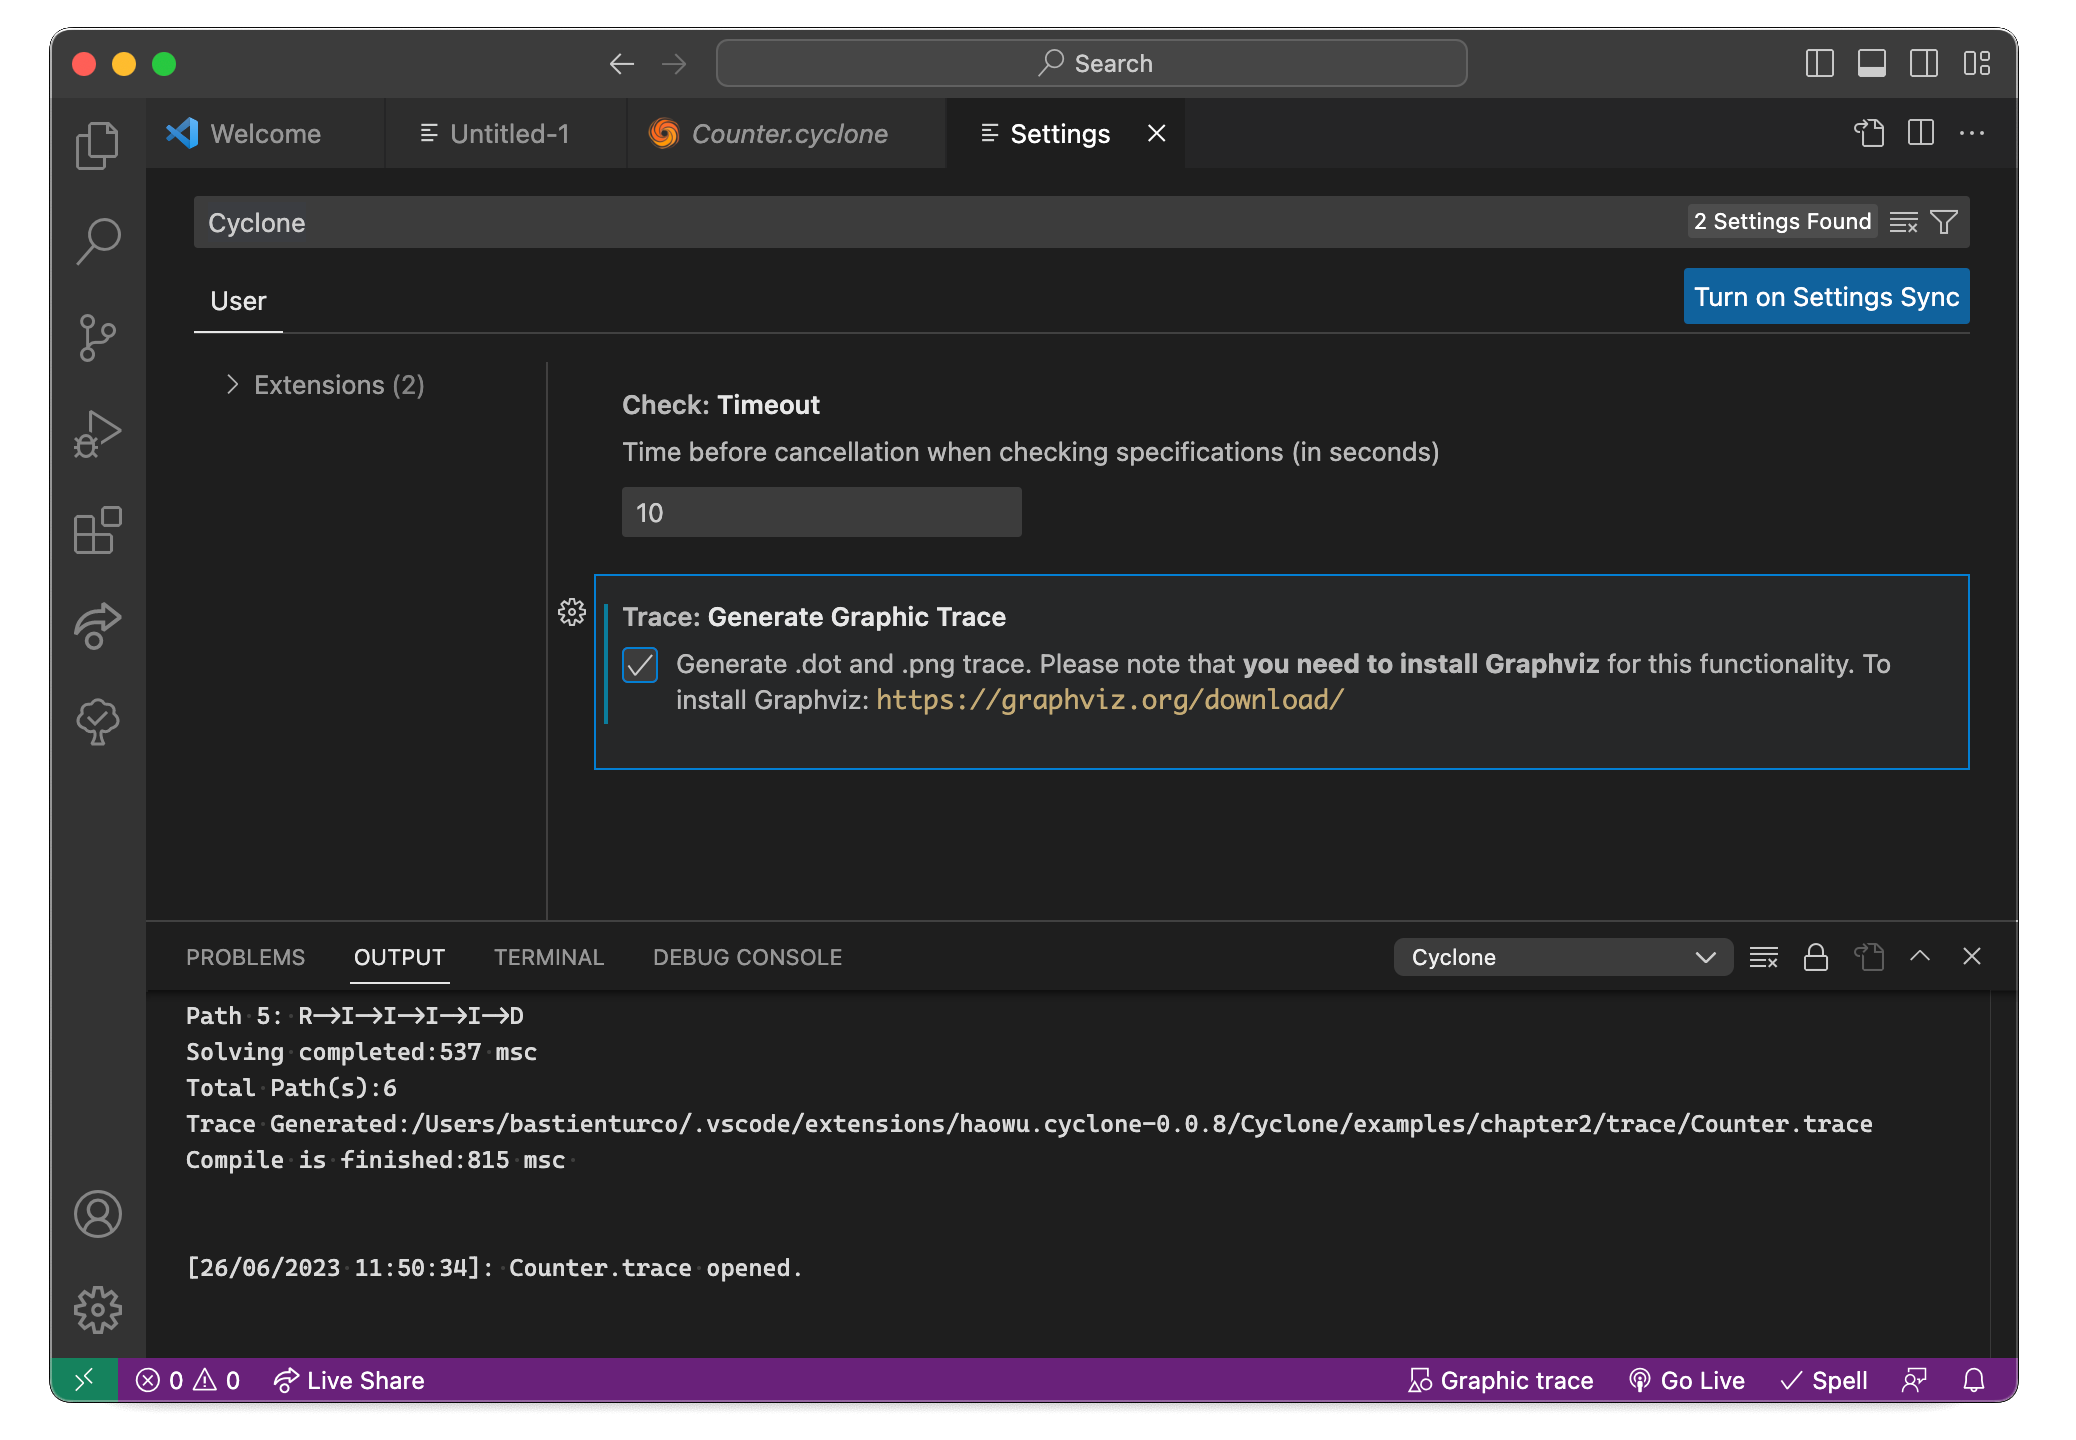 Search
Welcome
Untitled-1
Counter.cyclone
Settings
Cyclone
2 Settings Found
User
Turn on Settings Sync
Extensions (2)
Check: Timeout
Time before cancellation when checking specifications (in seconds)
10
Trace: Generate Graphic Trace
Generate .dot and .png trace. Please note that you need to install Graphviz for this functionality. To
install Graphviz: https://graphviz.org/download/
PROBLEMS OUTPUT TERMINAL DEBUG CONSOLE
Cyclone
Path 5: R->I->I->I->I->D
Solving completed:537 msc
Total Path(s):6
Trace Generated:/Users/bastienturco/.vscode/extensions/haowu.cyclone-0.0.8/Cyclone/examples/chapter2/trace/Counter.trace
Compile is finished:815 msc
[26/06/2023 11:50:34]: Counter.trace opened.
0 0 Live Share Graphic trace Go Live Spell